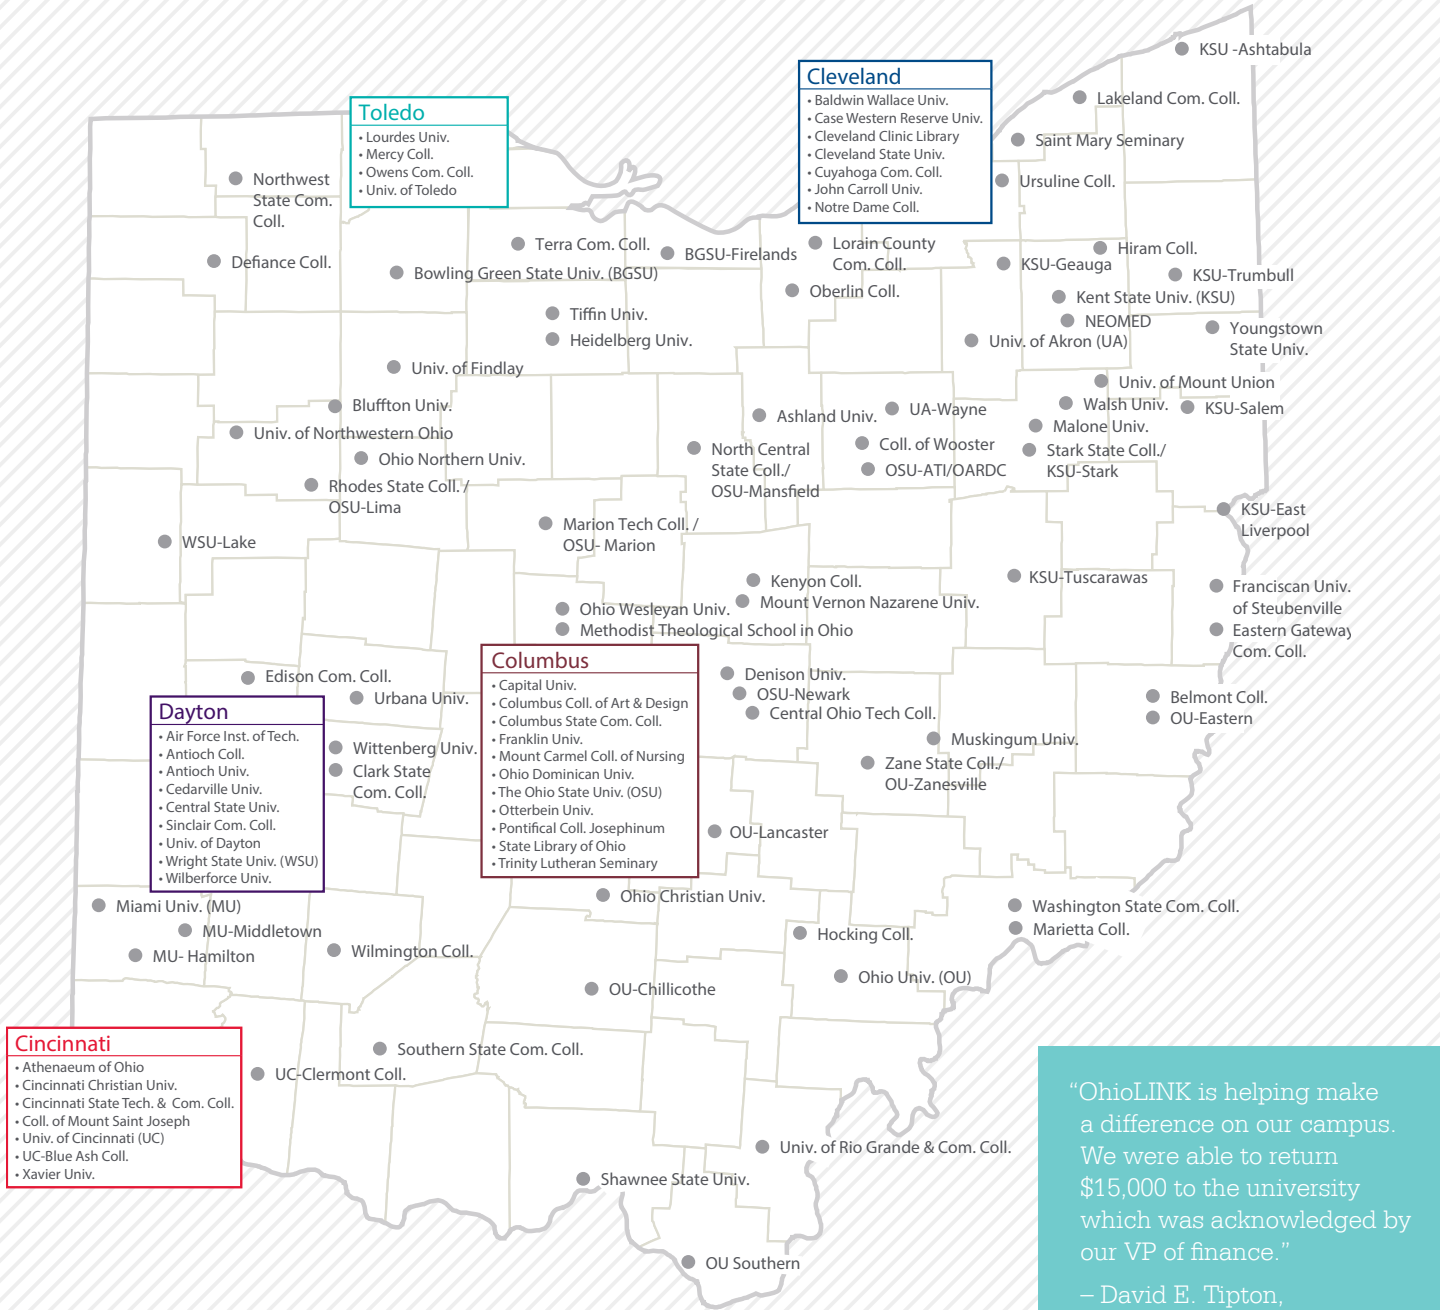 KSU -Ashtabula
Lakeland Com. Coll.
Saint Mary Seminary
Ursuline Coll.
Cleveland
• Baldwin Wallace Univ.
• Case Western Reserve Univ.
• Cleveland Clinic Library
• Cleveland State Univ.
• Cuyahoga Com. Coll.
• John Carroll Univ.
• Notre Dame Coll.
Toledo
• Lourdes Univ.
• Mercy Coll.
• Owens Com. Coll.
• Univ. of Toledo
Northwest
State Com.
Coll.
Defiance Coll.
Terra Com. Coll.
Bowling Green State Univ. (BGSU)
BGSU-Firelands
Lorain County
Com. Coll.
Oberlin Coll.
Hiram Coll.
KSU-Geauga
KSU-Trumbull
Kent State Univ. (KSU)
NEOMED
Youngstown
State Univ.
Univ. of Akron (UA)
Tiffin Univ.
Heidelberg Univ.
Univ. of Findlay
Bluffton Univ.
Univ. of Northwestern Ohio
Ohio Northern Univ.
Rhodes State Coll. /
OSU-Lima
WSU-Lake
Ashland Univ.
UA-Wayne
Coll. of Wooster
OSU-ATI/OARDC
North Central
State Coll./
OSU-Mansfield
Univ. of Mount Union
Walsh Univ.
KSU-Salem
Malone Univ.
Stark State Coll./
KSU-Stark
KSU-East
Liverpool
Marion Tech Coll. /
OSU- Marion
Kenyon Coll.
Mount Vernon Nazarene Univ.
KSU-Tuscarawas
Franciscan Univ.
of Steubenville
Eastern Gateway
Com. Coll.
Ohio Wesleyan Univ.
Methodist Theological School in Ohio
Columbus
• Capital Univ.
• Columbus Coll. of Art & Design
• Columbus State Com. Coll.
• Franklin Univ.
• Mount Carmel Coll. of Nursing
• Ohio Dominican Univ.
• The Ohio State Univ. (OSU)
• Otterbein Univ.
• Pontifical Coll. Josephinum
• State Library of Ohio
• Trinity Lutheran Seminary
Edison Com. Coll.
Urbana Univ.
Dayton
• Air Force Inst. of Tech.
• Antioch Coll.
• Antioch Univ.
• Cedarville Univ.
• Central State Univ.
• Sinclair Com. Coll.
• Univ. of Dayton
• Wright State Univ. (WSU)
• Wilberforce Univ.
Wittenberg Univ.
Clark State
Com. Coll.
Denison Univ.
OSU-Newark
Central Ohio Tech Coll.
Belmont Coll.
OU-Eastern
Muskingum Univ.
Zane State Coll./
OU-Zanesville
OU-Lancaster
Ohio Christian Univ.
Washington State Com. Coll.
Marietta Coll.
Hocking Coll.
Ohio Univ. (OU)
Miami Univ. (MU)
MU-Middletown
MU- Hamilton
Wilmington Coll.
OU-Chillicothe
Southern State Com. Coll.
UC-Clermont Coll.
Cincinnati
• Athenaeum of Ohio
• Cincinnati Christian Univ.
• Cincinnati State Tech. & Com. Coll.
• Coll. of Mount Saint Joseph
• Univ. of Cincinnati (UC)
• UC-Blue Ash Coll.
• Xavier Univ.
Univ. of Rio Grande & Com. Coll.
Shawnee State Univ.
OU Southern
“OhioLINK is helping make
a difference on our campus.
We were able to return
$15,000 to the university
which was acknowledged by
our VP of finance.”
– David E. Tipton,